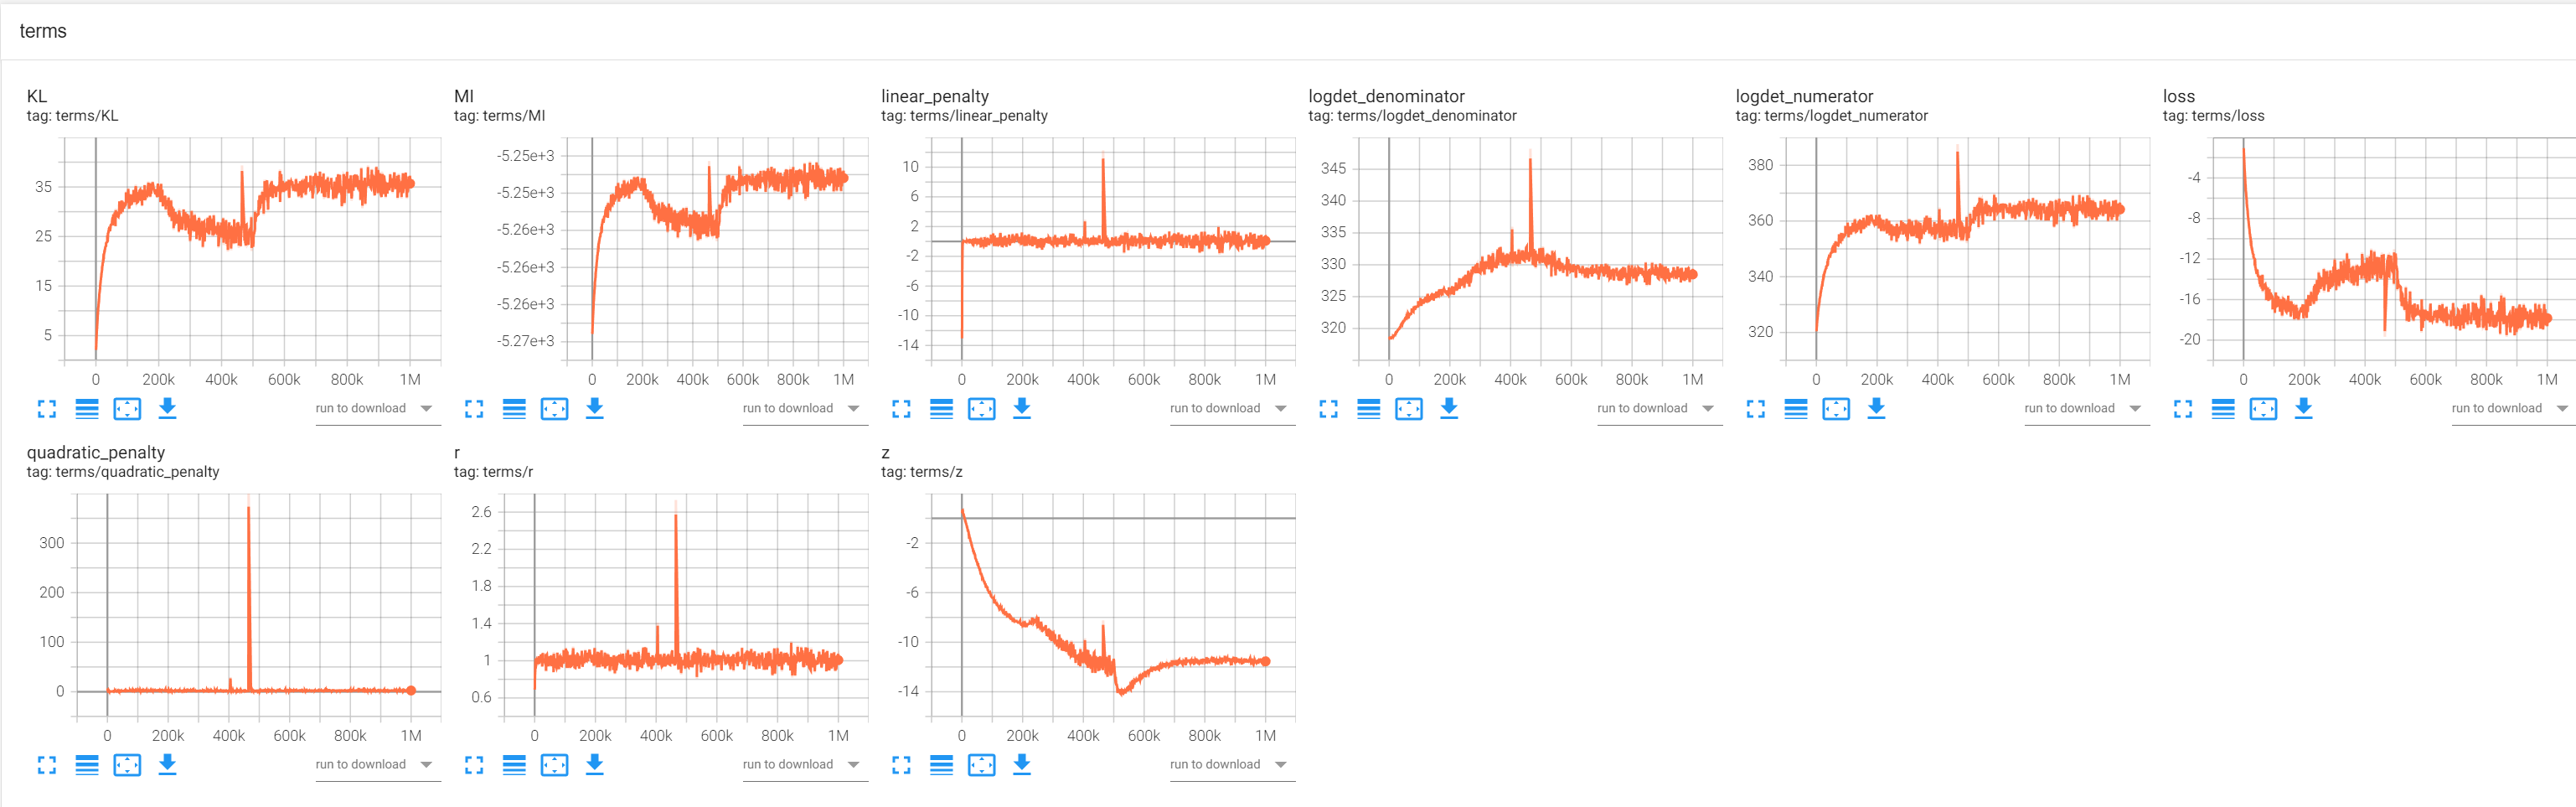 terms
KL
tag: terms/KL
35
25
15
5
0 200k 400k 600k 800k 1M
run to download
MI
tag: terms/MI
-5.25e+3
-5.25e+3
-5.26e+3
-5.26e+3
-5.26e+3
-5.27e+3
0 200k 400k 600k 800k 1M
run to download
linear_penalty
tag: terms/linear_penalty
10
6
2
-2
-6
-10
-14
0 200k 400k 600k 800k 1M
run to download
logdet_denominator
tag: terms/logdet_denominator
345
340
335
330
325
320
0 200k 400k 600k 800k 1M
run to download
logdet_numerator
tag: terms/logdet_numerator
380
360
340
320
0 200k 400k 600k 800k 1M
run to download
loss
tag: terms/loss
-4
-8
-12
-16
-20
0 200k 400k 600k 800k 1M
run to download
quadratic_penalty
tag: terms/quadratic_penalty
300
200
100
0
0 200k 400k 600k 800k 1M
run to download
r
tag: terms/r
2.6
2.2
1.8
1.4
1
0.6
0 200k 400k 600k 800k 1M
run to download
z
tag: terms/z
-2
-6
-10
-14
0 200k 400k 600k 800k 1M
run to download